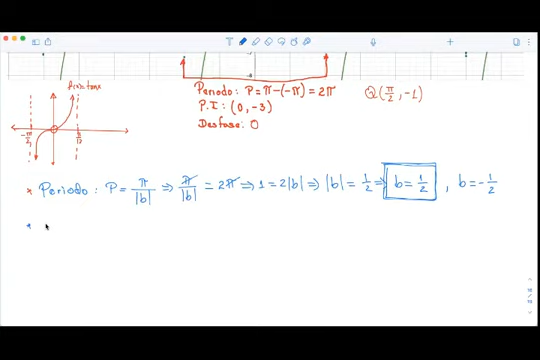 f(x)=tanx
-π/2
π/2
Periodo: P = π-(-π) = 2π
P.I: (0, -3)
Desfase: 0
Q(π/2, -1)
* Periodo: P = π/|b| ⇒ π/|b| = 2π ⇒ 1 = 2|b| ⇒ |b| = 1/2 ⇒ b = 1/2 , b = -1/2
*